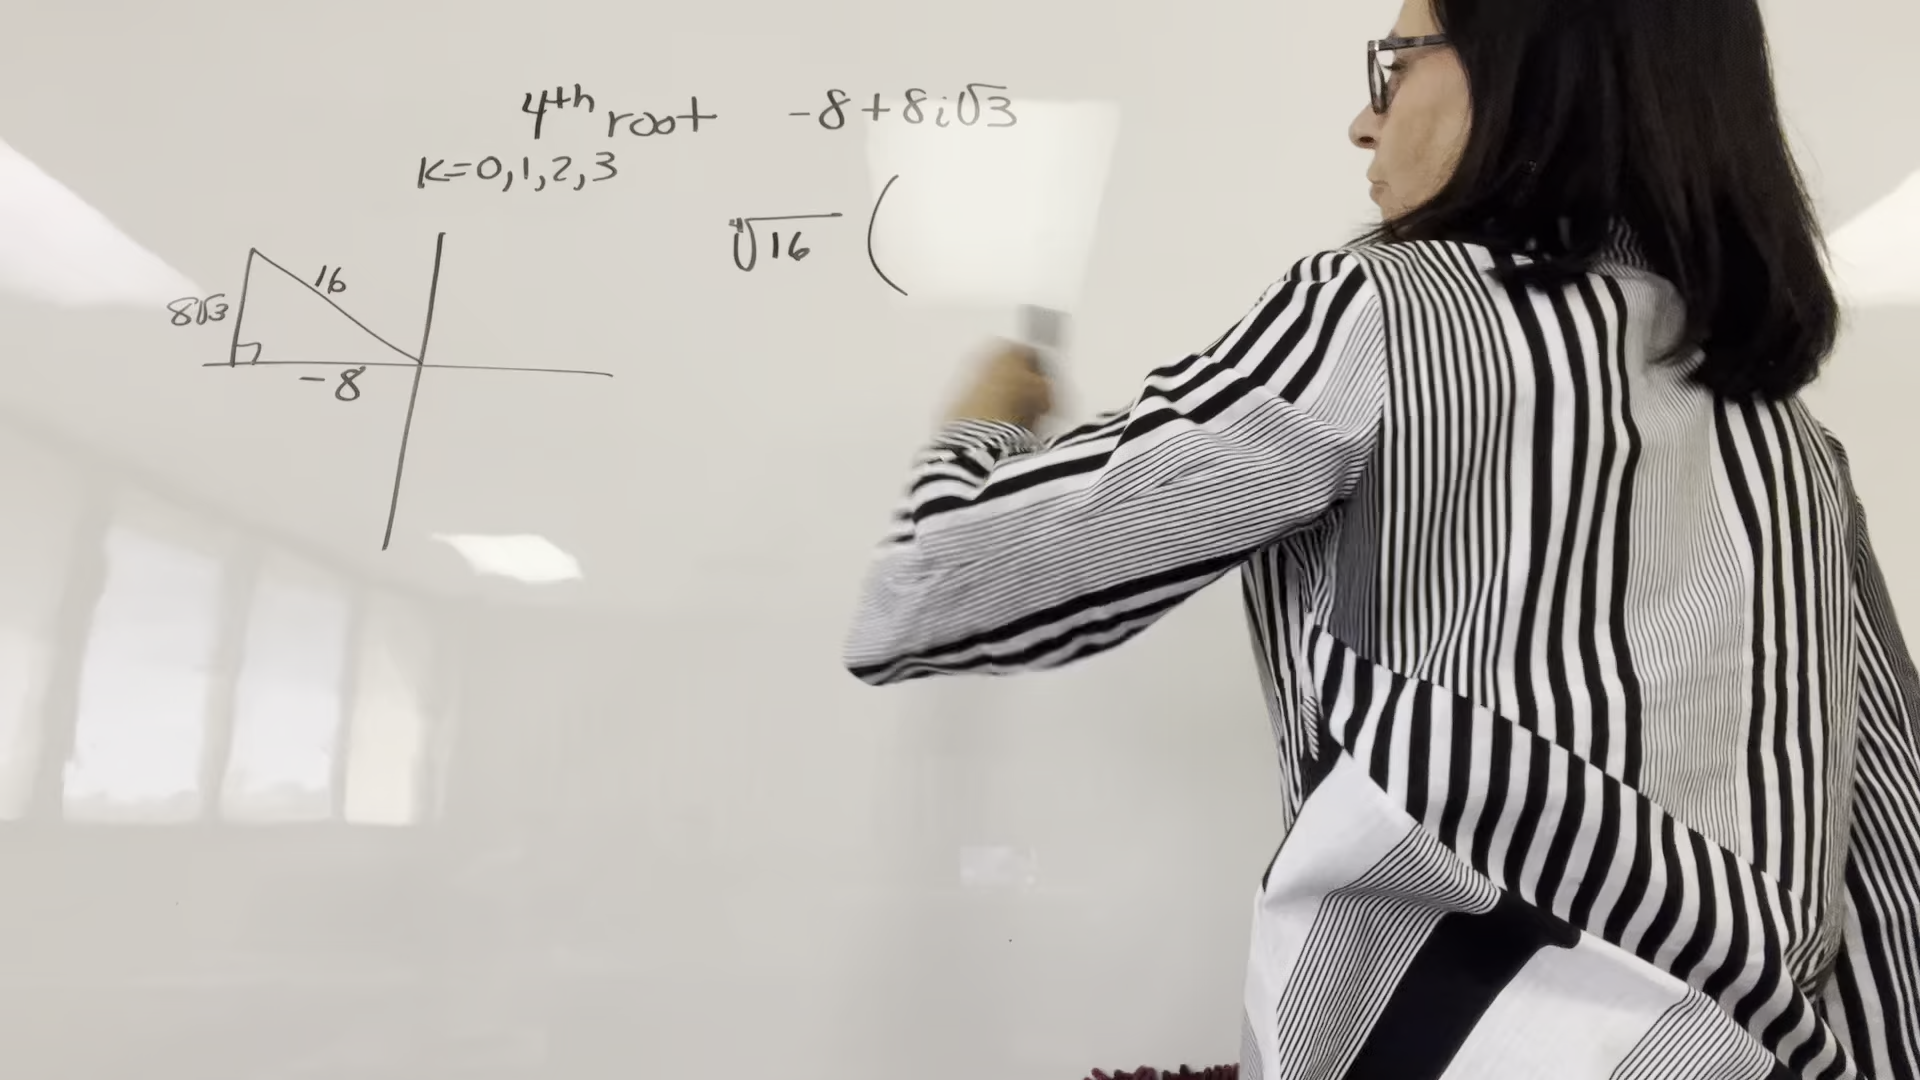 4th root -8+8i√3
K=0,1,2,3
∜16 (
16
8√3
-8